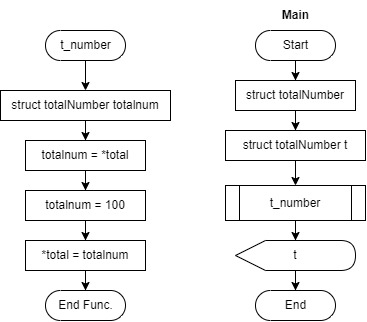 t_number
struct totalNumber totalnum
totalnum = *total
totalnum = 100
*total = totalnum
End Func.
Main
Start
struct totalNumber
struct totalNumber t
t_number
t
End